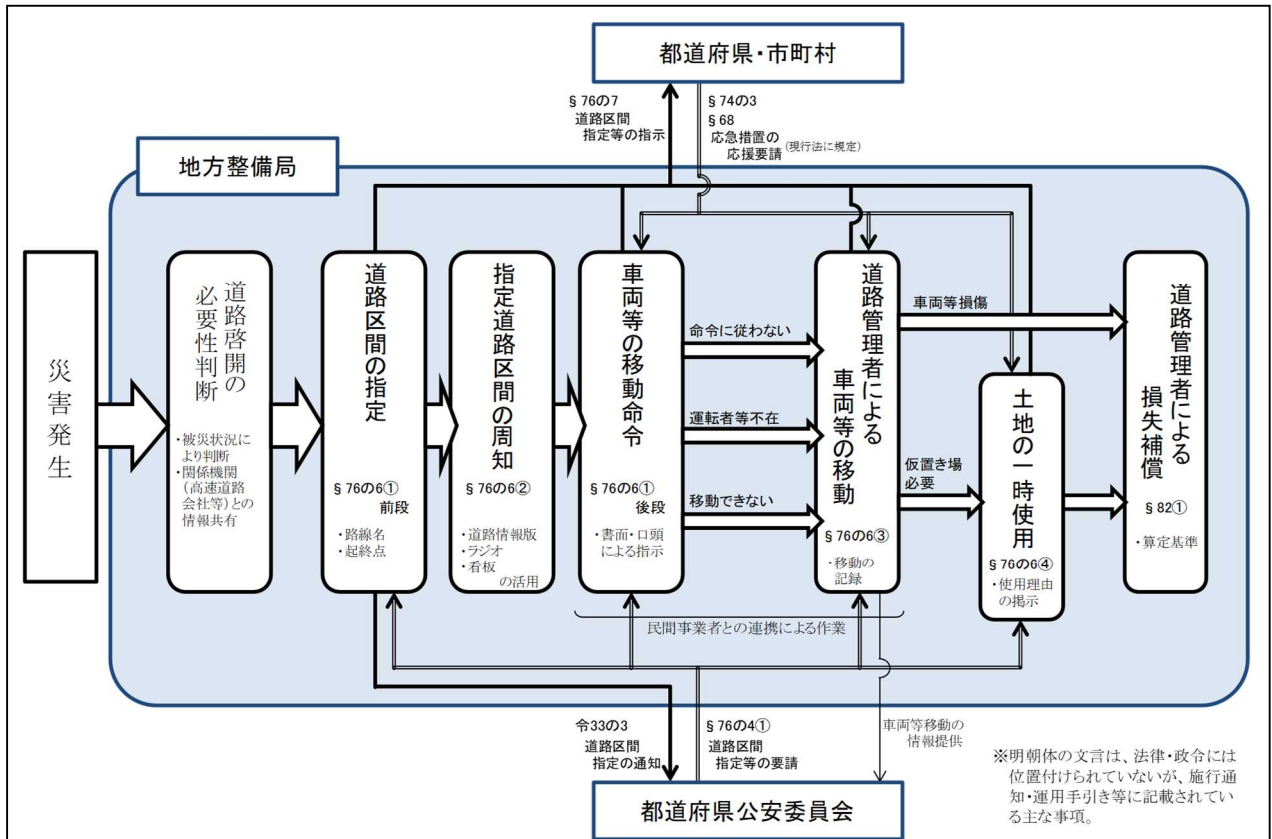 都道府県・市町村
§76の7
道路区間
指定等の指示
§74の3
§68
応急措置の
応援要請
(現行法に規定)
地方整備局
災害発生
道路啓開の
必要性判断
・被災状況に
より判断
・関係機関
(高速道路
会社等)との
情報共有
道路区間の指定
§76の6①
前段
・路線名
・起終点
指定道路区間の周知
§76の6②
・道路情報版
・ラジオ
・看板
の活用
車両等の移動命令
§76の6①
後段
・書面・口頭
による指示
命令に従わない
運転者等不在
移動できない
道路管理者による
車両等の移動
§76の6③
・移動の
記録
車両等損傷
仮置き場
必要
土地の一時使用
§76の6④
・使用理由
の掲示
道路管理者による
損失補償
§82①
・算定基準
民間事業者との連携による作業
令33の3
道路区間
指定の通知
§76の4①
道路区間
指定等の要請
車両等移動の
情報提供
都道府県公安委員会
※明朝体の文言は、法律・政令には
位置付けられていないが、施行通
知・運用手引き等に記載されてい
る主な事項。